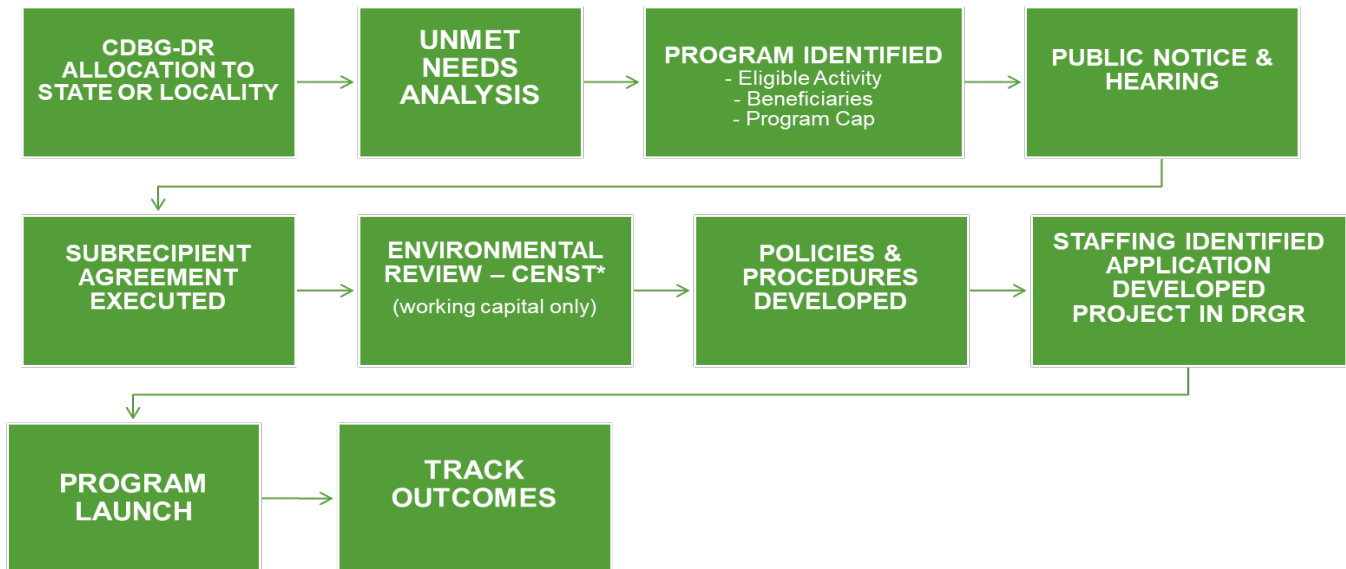 CDBG-DR
ALLOCATION TO
STATE OR LOCALITY
UNMET
NEEDS
ANALYSIS
PROGRAM IDENTIFIED
- Eligible Activity
- Beneficiaries
- Program Cap
PUBLIC NOTICE &
HEARING
SUBRECIPIENT
AGREEMENT
EXECUTED
ENVIRONMENTAL
REVIEW – CENST*
(working capital only)
POLICIES &
PROCEDURES
DEVELOPED
STAFFING IDENTIFIED
APPLICATION
DEVELOPED
PROJECT IN DRGR
PROGRAM
LAUNCH
TRACK
OUTCOMES